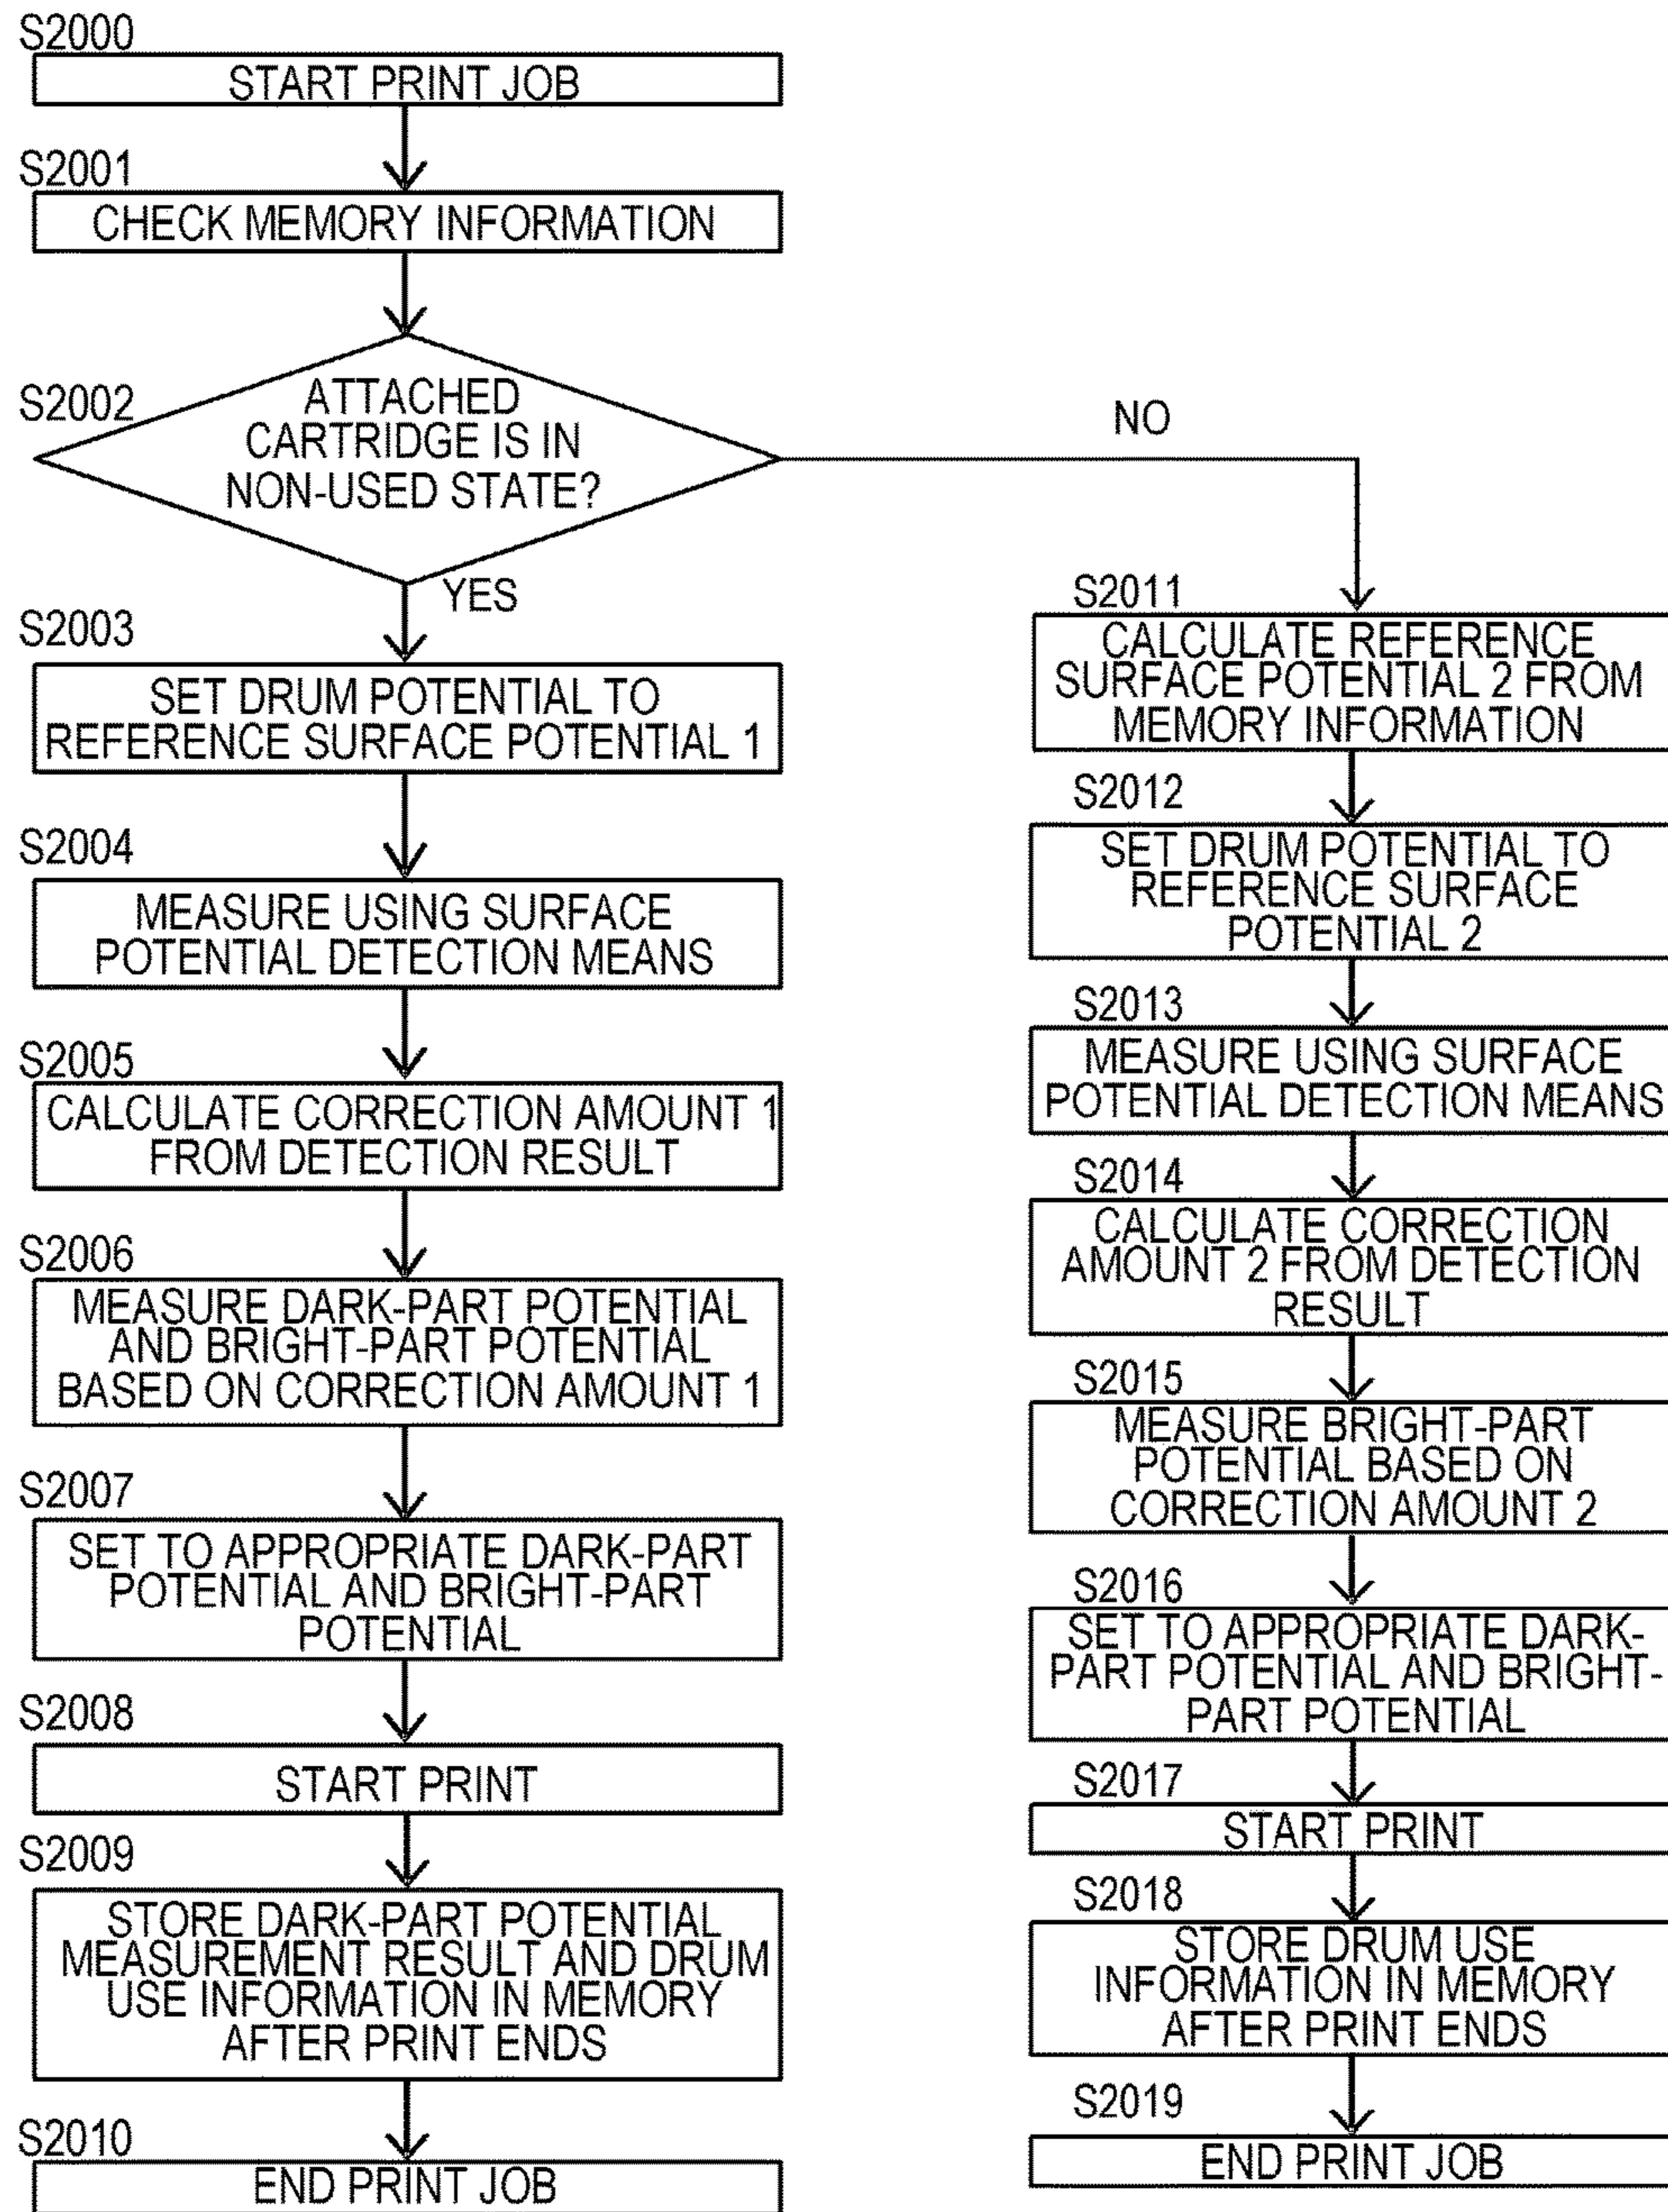 S2000
START PRINT JOB
S2001
CHECK MEMORY INFORMATION
S2002
ATTACHED
CARTRIDGE IS IN
NON-USED STATE?
NO
YES
S2003
SET DRUM POTENTIAL TO
REFERENCE SURFACE POTENTIAL 1
S2004
MEASURE USING SURFACE
POTENTIAL DETECTION MEANS
S2005
CALCULATE CORRECTION AMOUNT 1
FROM DETECTION RESULT
S2006
MEASURE DARK-PART POTENTIAL
AND BRIGHT-PART POTENTIAL
BASED ON CORRECTION AMOUNT 1
S2007
SET TO APPROPRIATE DARK-PART
POTENTIAL AND BRIGHT-PART
POTENTIAL
S2008
START PRINT
S2009
STORE DARK-PART POTENTIAL
MEASUREMENT RESULT AND DRUM
USE INFORMATION IN MEMORY
AFTER PRINT ENDS
S2010
END PRINT JOB
S2011
CALCULATE REFERENCE
SURFACE POTENTIAL 2 FROM
MEMORY INFORMATION
S2012
SET DRUM POTENTIAL TO
REFERENCE SURFACE
POTENTIAL 2
S2013
MEASURE USING SURFACE
POTENTIAL DETECTION MEANS
S2014
CALCULATE CORRECTION
AMOUNT 2 FROM DETECTION
RESULT
S2015
MEASURE BRIGHT-PART
POTENTIAL BASED ON
CORRECTION AMOUNT 2
S2016
SET TO APPROPRIATE DARK-
PART POTENTIAL AND BRIGHT-
PART POTENTIAL
S2017
START PRINT
S2018
STORE DRUM USE
INFORMATION IN MEMORY
AFTER PRINT ENDS
S2019
END PRINT JOB